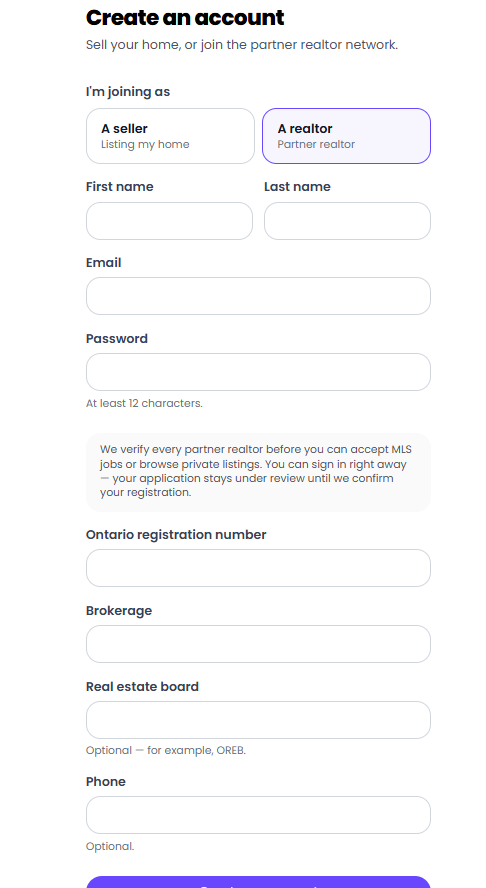 Create an account
Sell your home, or join the partner realtor network.
I'm joining as
A seller
Listing my home
A realtor
Partner realtor
First name
Last name
Email
Password
At least 12 characters.
We verify every partner realtor before you can accept MLS
jobs or browse private listings. You can sign in right away
— your application stays under review until we confirm
your registration.
Ontario registration number
Brokerage
Real estate board
Optional — for example, OREB.
Phone
Optional.